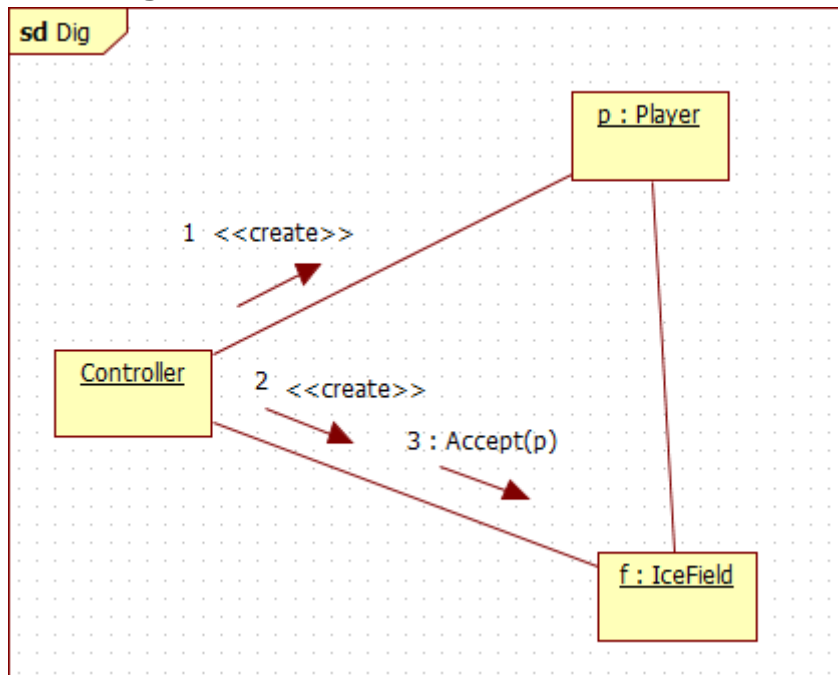 sd Dig
p : Player
1 <<create>>
Controller
2 <<create>>
3 : Accept(p)
f : IceField